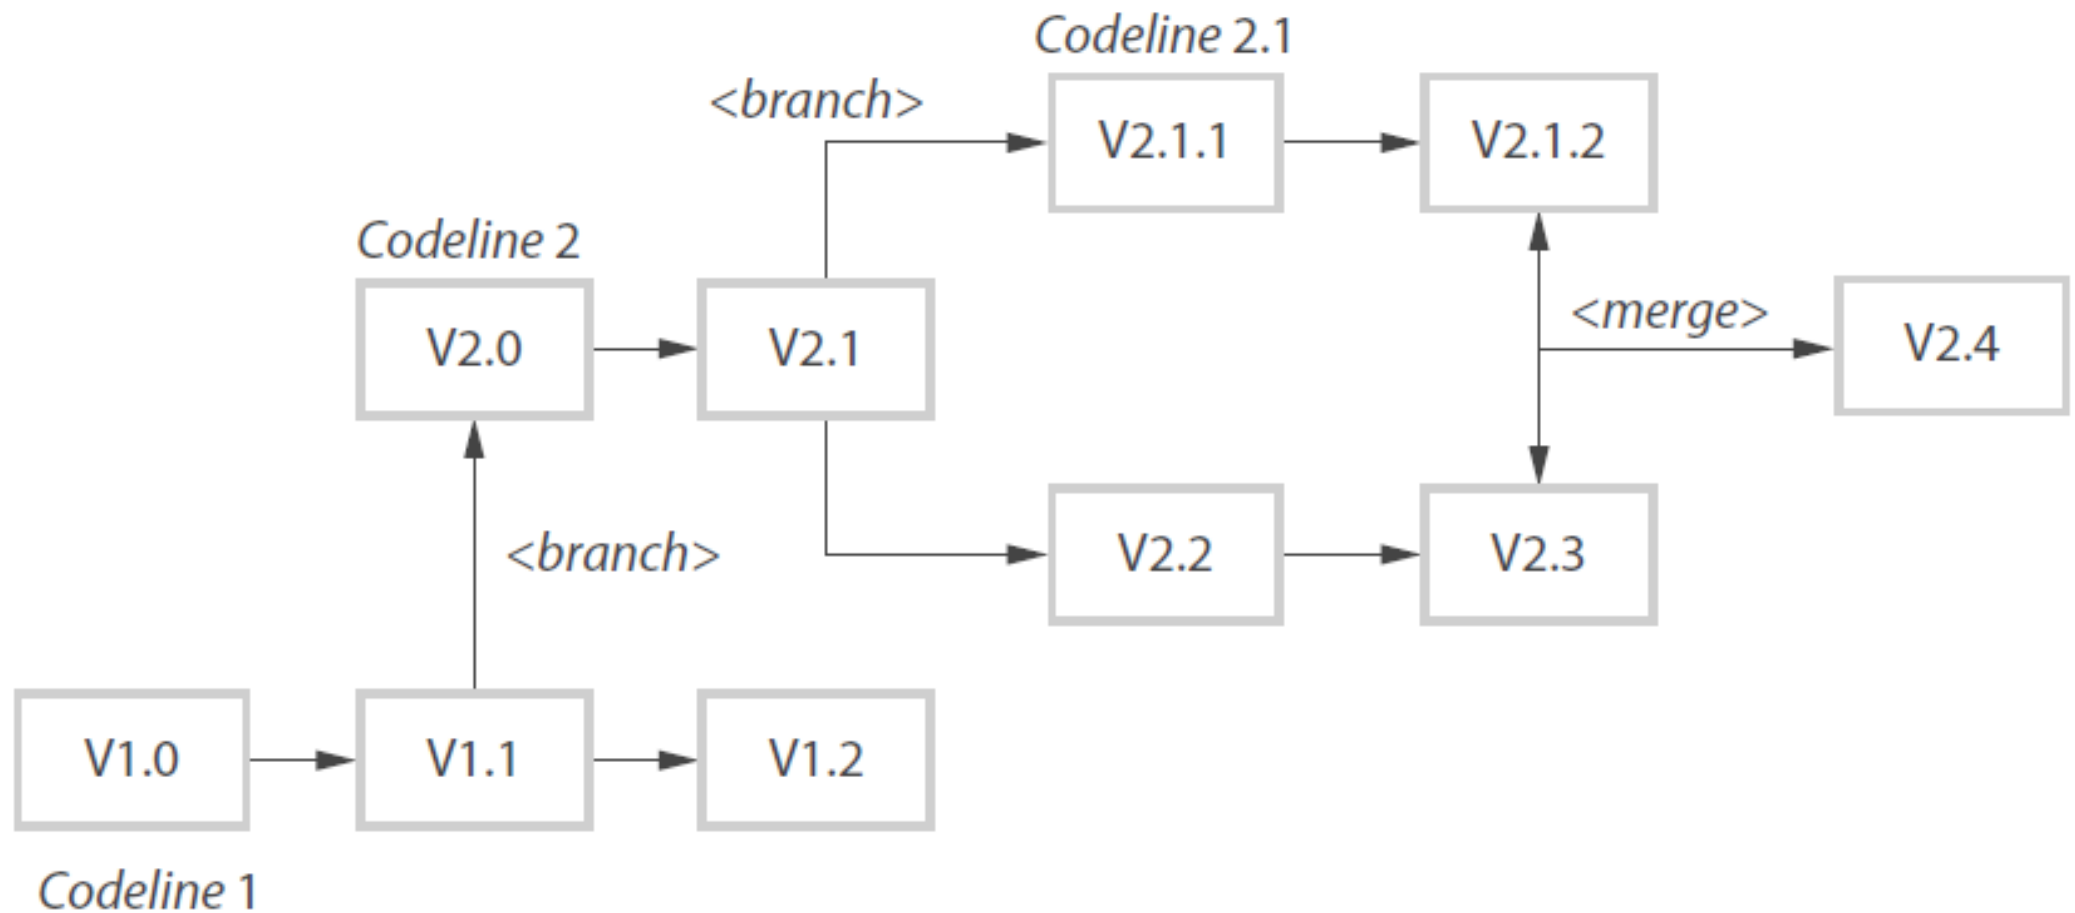 Codeline 2.1
<branch>
V2.1.1
V2.1.2
Codeline 2
V2.0
V2.1
<merge>
V2.4
<branch>
V2.2
V2.3
V1.0
V1.1
V1.2
Codeline 1